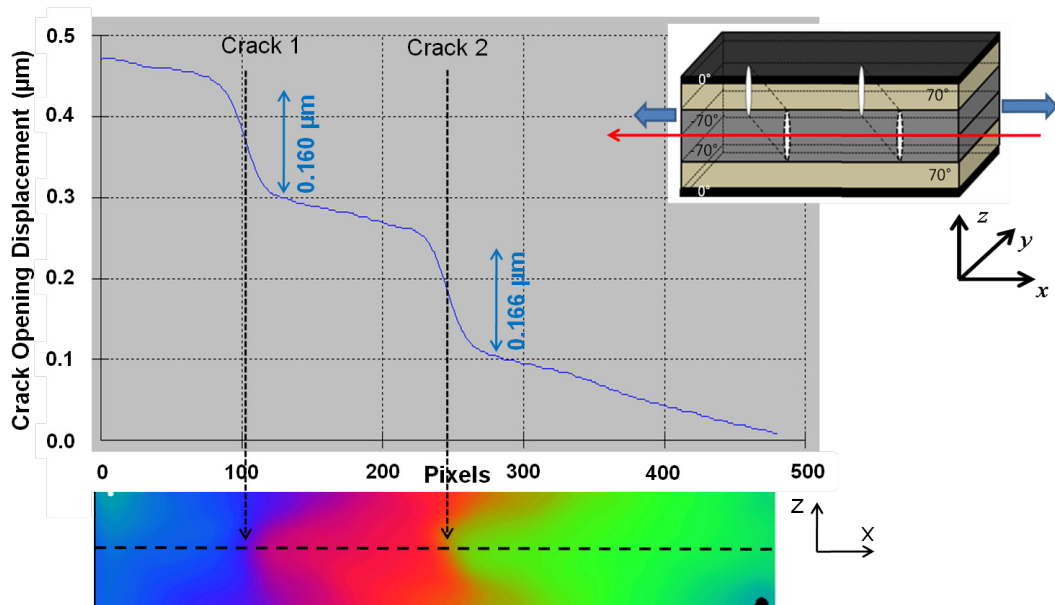 Crack Opening Displacement (µm)
0.5
0.4
0.3
0.2
0.1
0.0
Crack 1
Crack 2
0.160 µm
0.166 µm
0 100 200 300 400 500
Pixels
0°
70°
-70°
-70°
70°
0°
z
y
x
Z
X